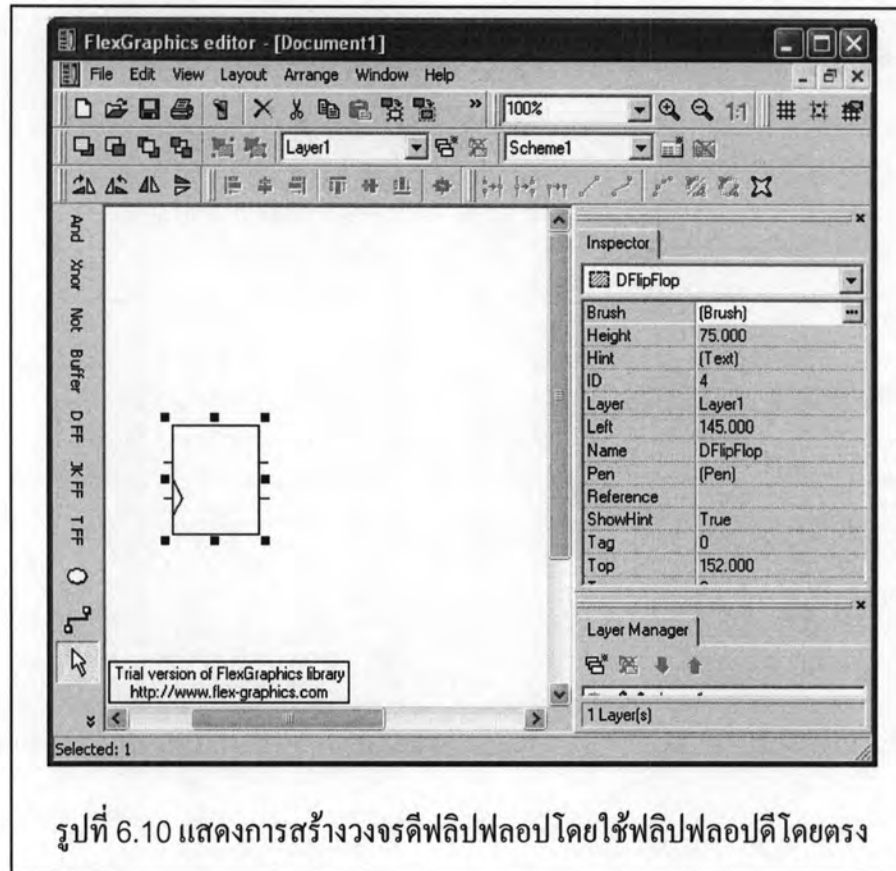 FlexGraphics editor - [Document1]
File Edit View Layout Arrange Window Help
100% 1:1
Layer1 Scheme1
And
Xnor
Not
Buffer
D FF
JK FF
T FF
Inspector
DFlipFlop
Brush (Brush)
Height 75.000
Hint (Text)
ID 4
Layer Layer1
Left 145.000
Name DFlipFlop
Pen (Pen)
Reference
ShowHint True
Tag 0
Top 152.000
Layer Manager
1 Layer(s)
Trial version of FlexGraphics library
http://www.flex-graphics.com
Selected: 1
รูปที่ 6.10 แสดงการสร้างวงจรดีฟลิปฟลอปโดยใช้ฟลิปฟลอปดีโดยตรง